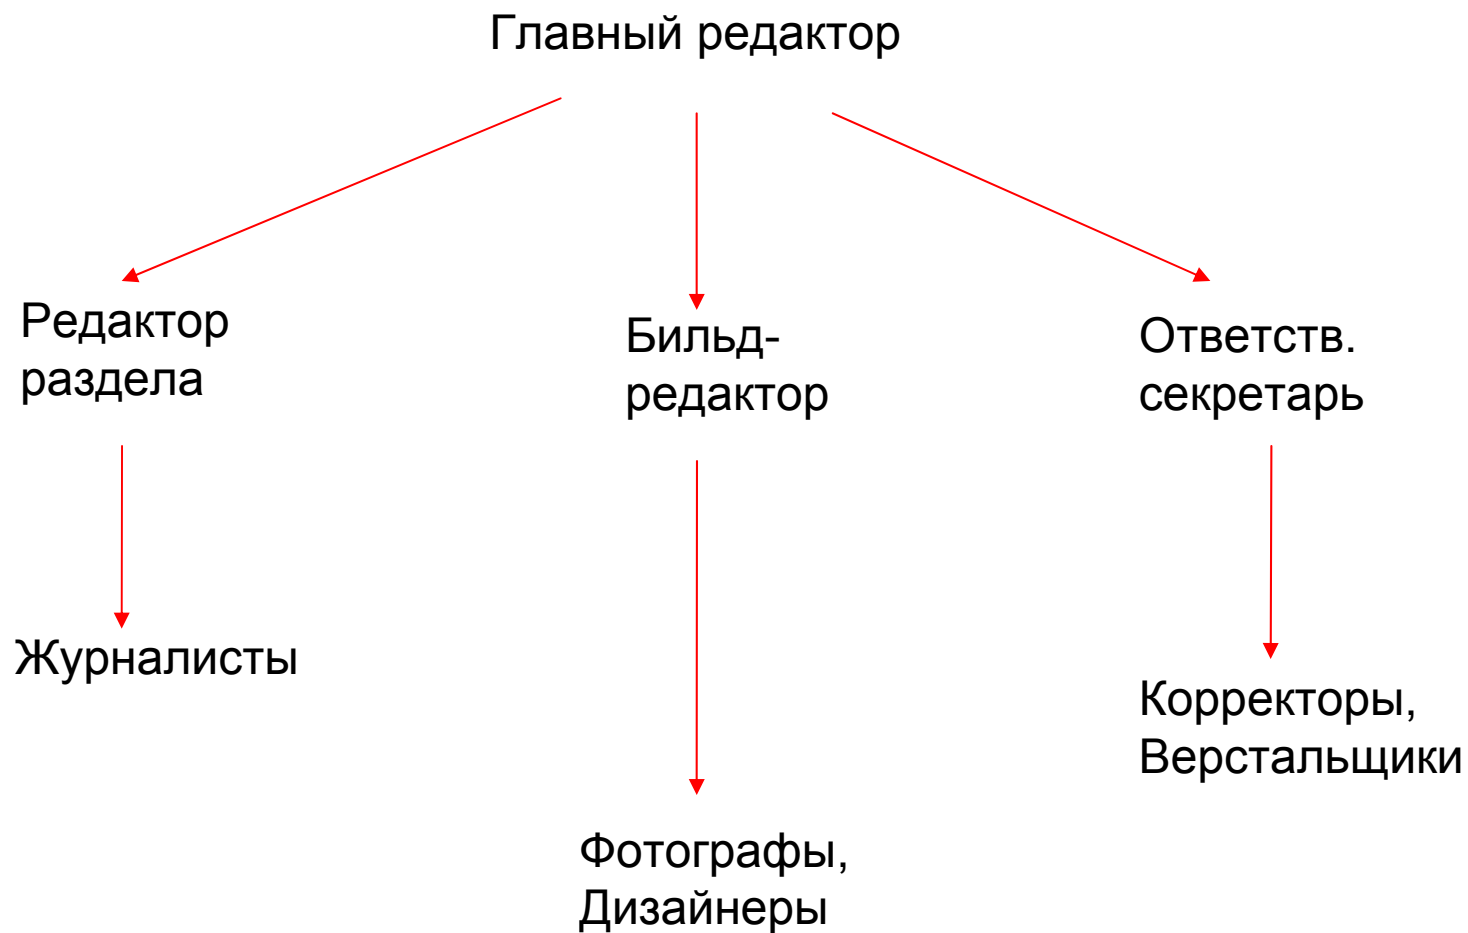 Главный редактор
Редактор
раздела
Бильд-
редактор
Ответств.
секретарь
Журналисты
Фотографы,
Дизайнеры
Корректоры,
Верстальщики